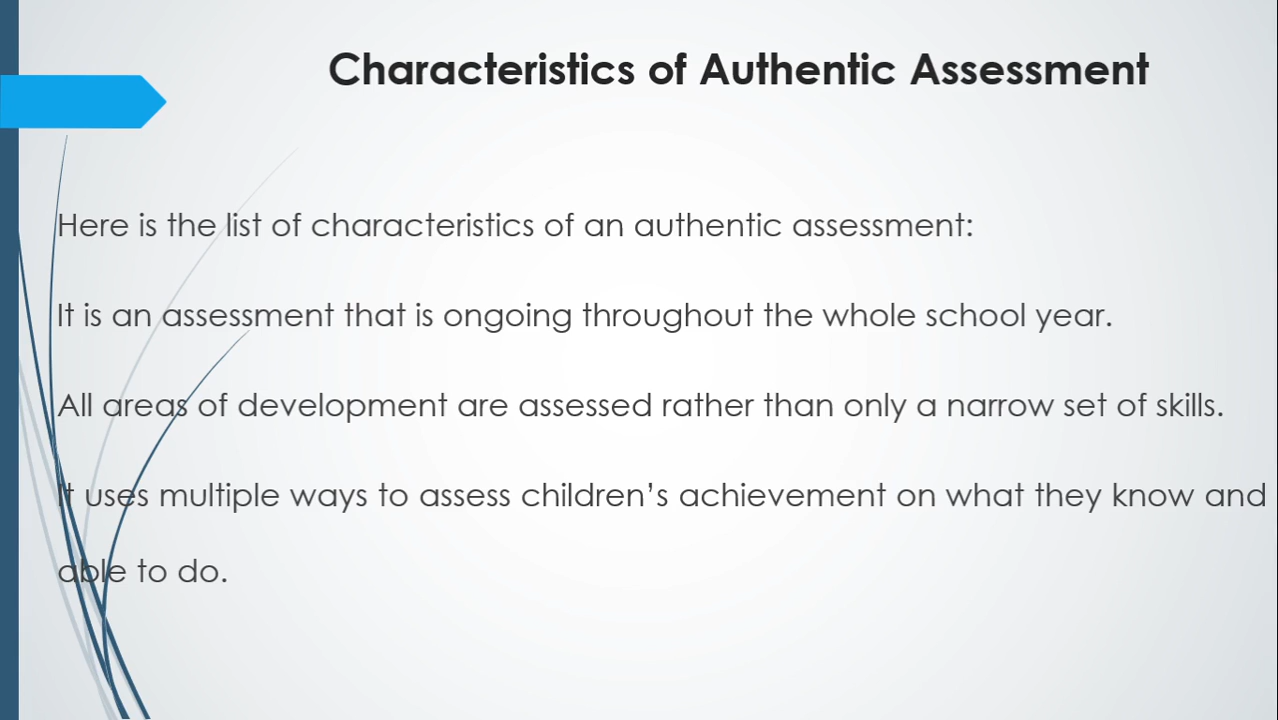 Characteristics of Authentic Assessment
Here is the list of characteristics of an authentic assessment:
It is an assessment that is ongoing throughout the whole school year.
All areas of development are assessed rather than only a narrow set of skills.
It uses multiple ways to assess children’s achievement on what they know and
able to do.